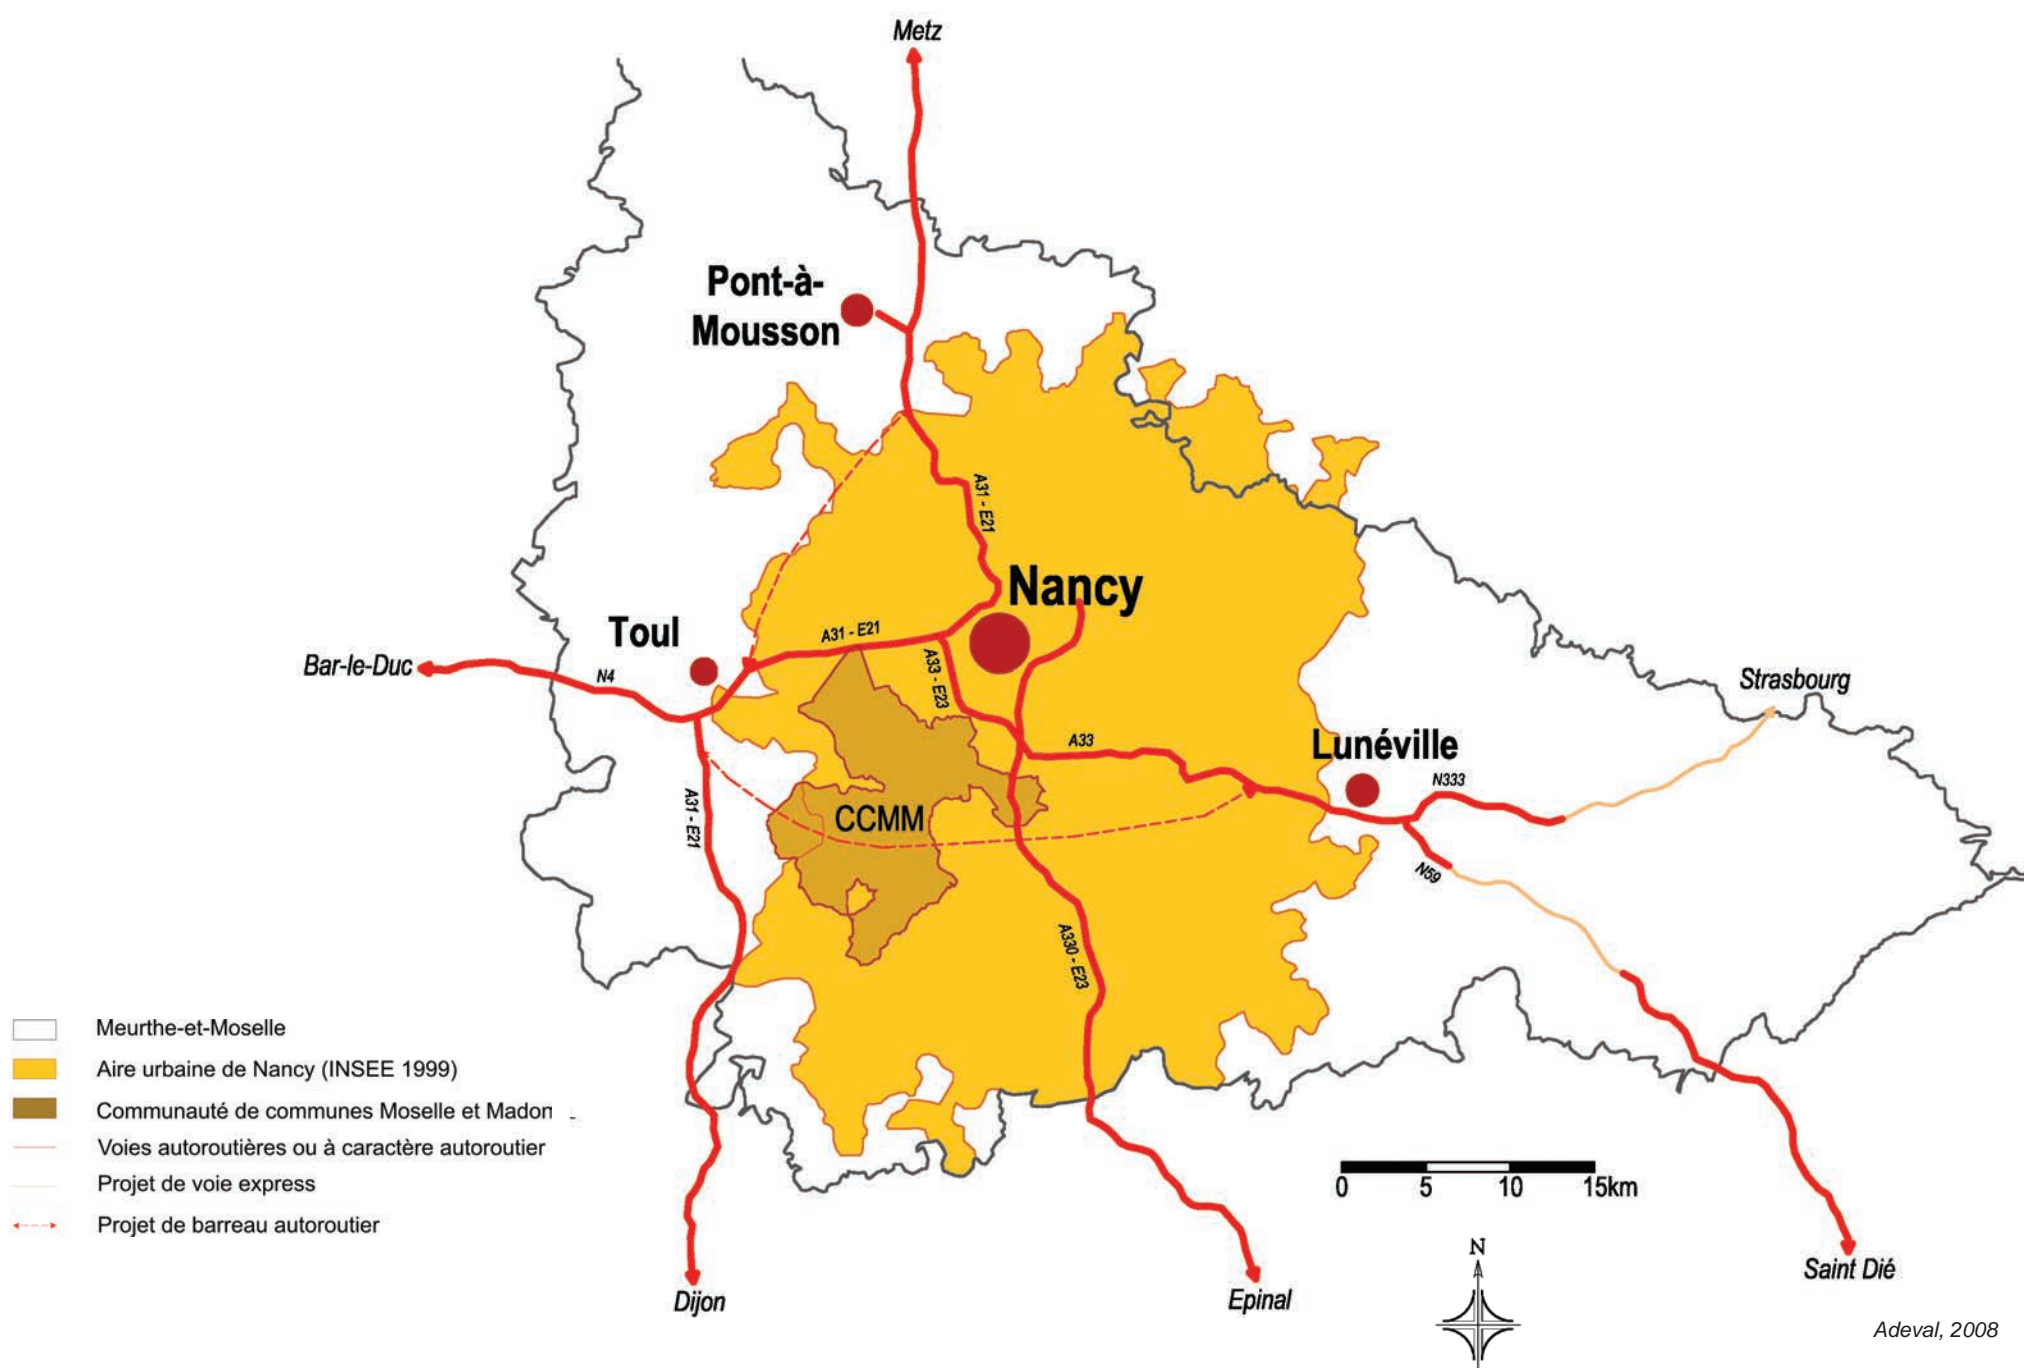 Metz
Pont-à-
Mousson
A31 - E21
Nancy
Toul
A31 - E21
Bar-le-Duc
N4
A33 - E23
Strasbourg
A33
Lunéville
N333
A31 - E21
CCMM
N59
A330 - E23
Meurthe-et-Moselle
Aire urbaine de Nancy (INSEE 1999)
Communauté de communes Moselle et Madon
Voies autoroutières ou à caractère autoroutier
Projet de voie express
Projet de barreau autoroutier
0 5 10 15km
N
Saint Dié
Dijon
Epinal
Adeval, 2008